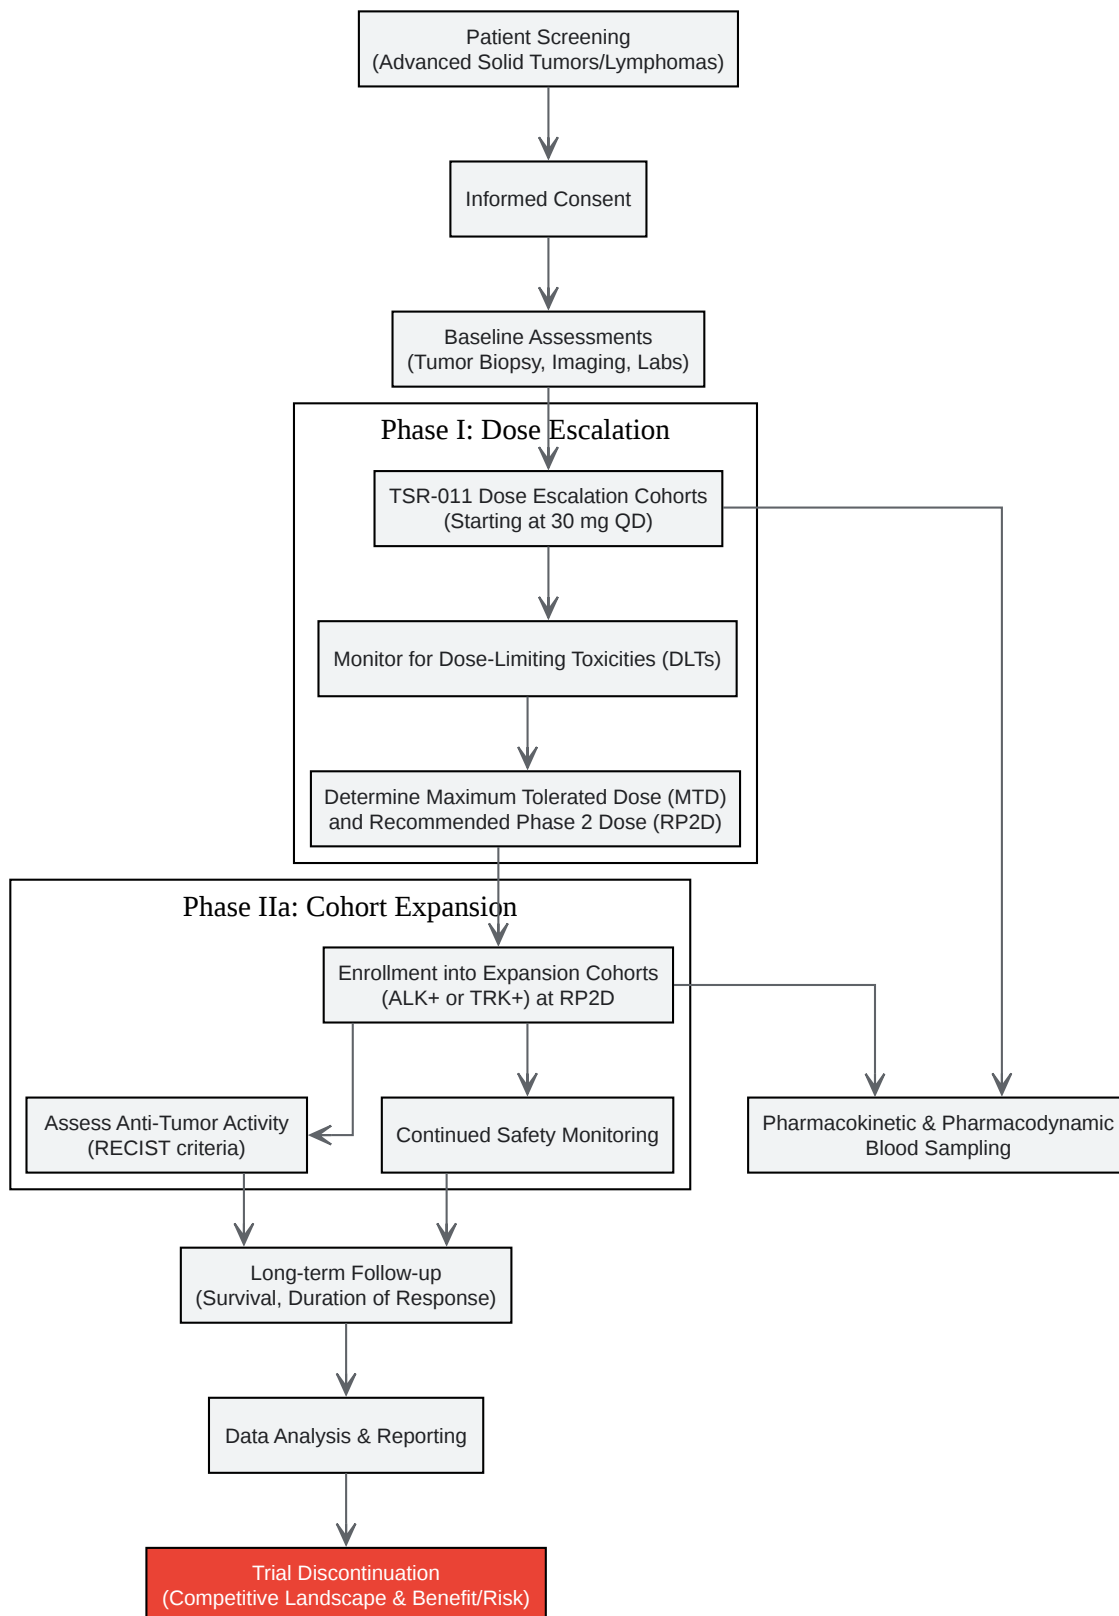 Patient Screening
(Advanced Solid Tumors/Lymphomas)
Informed Consent
Baseline Assessments
(Tumor Biopsy, Imaging, Labs)
Phase I: Dose Escalation
TSR-011 Dose Escalation Cohorts
(Starting at 30 mg QD)
Monitor for Dose-Limiting Toxicities (DLTs)
Determine Maximum Tolerated Dose (MTD)
and Recommended Phase 2 Dose (RP2D)
Phase IIa: Cohort Expansion
Enrollment into Expansion Cohorts
(ALK+ or TRK+) at RP2D
Assess Anti-Tumor Activity
(RECIST criteria)
Continued Safety Monitoring
Pharmacokinetic & Pharmacodynamic
Blood Sampling
Long-term Follow-up
(Survival, Duration of Response)
Data Analysis & Reporting
Trial Discontinuation
(Competitive Landscape & Benefit/Risk)